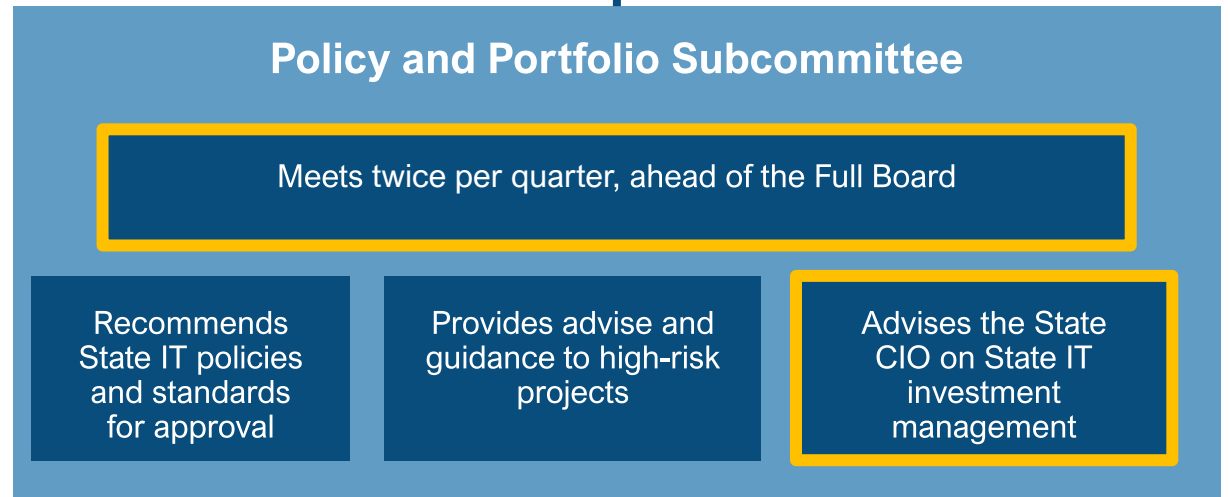 Policy and Portfolio Subcommittee
Meets twice per quarter, ahead of the Full Board
Recommends
State IT policies
and standards
for approval
Provides advise and
guidance to high-risk
projects
Advises the State
CIO on State IT
investment
management